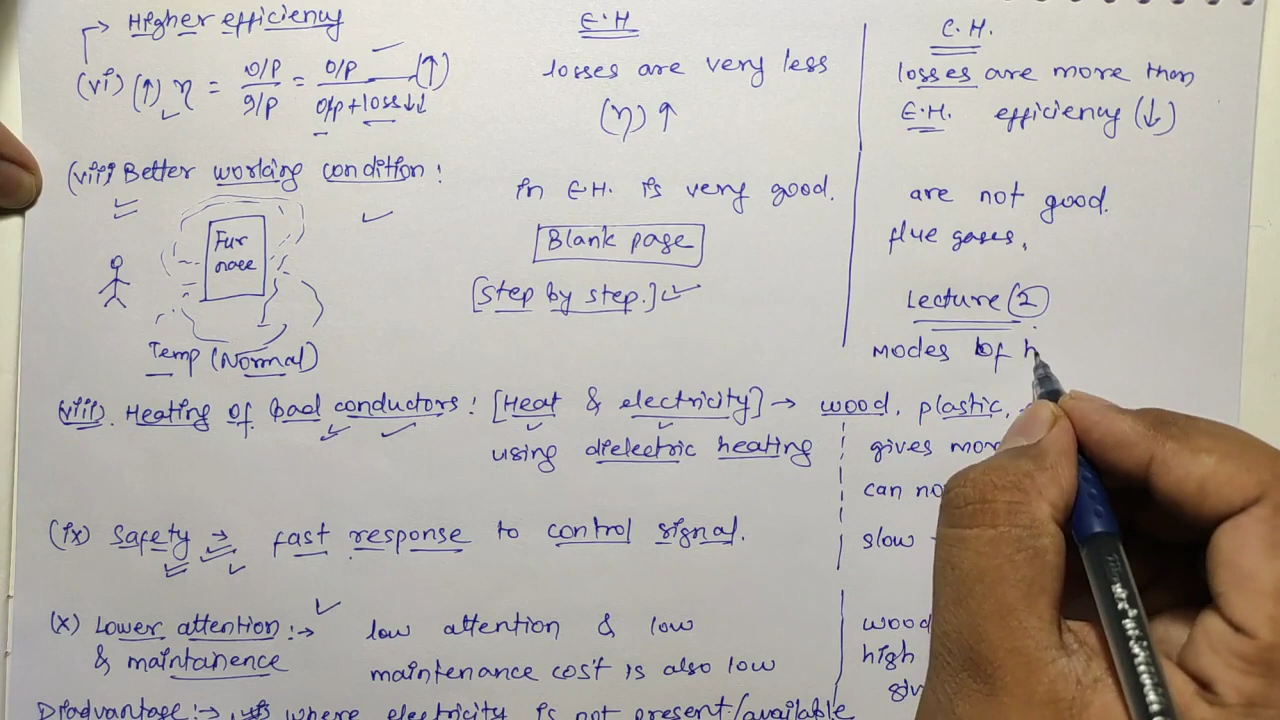 → Higher efficiency
E.H
C.H.
(vi) (↑) η = O/P / I/P = O/P / O/P + loss↓↓ (↑)
losses are very less
losses are more than
(η) ↑
E.H. efficiency (↓)
(vii) Better working condition:
in E.H. is very good.
are not good.
Blank page
flue gases.
Fur
nace
[Step by step.]
Lecture (2)
Temp (Normal)
Modes of h
(viii). Heating of bad conductors: [Heat & electricity] → wood, plastic,
using dielectric heating
gives mor
can no
(ix) Safety → fast response to control signal.
slow
(x) Lower attention:→ low attention & low
wood
& maintanence
maintenance cost is also low
high
Disadvantage:→ where electricity is not present/available